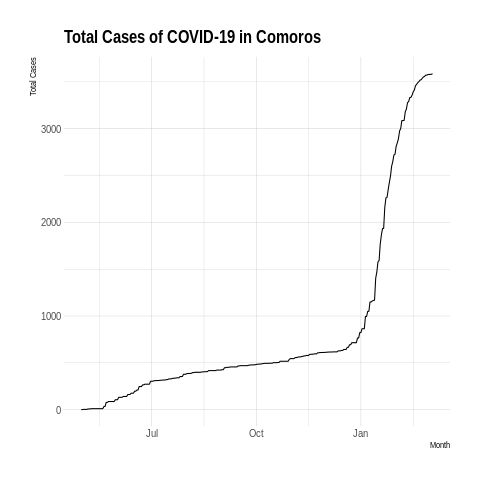 Total Cases of COVID-19 in Comoros
Total Cases
3000
2000
1000
0
Jul Oct Jan
Month